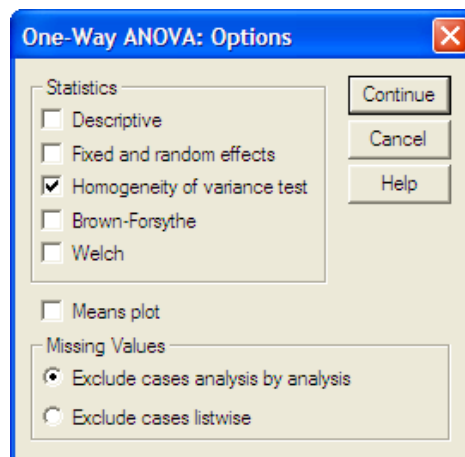 One-Way ANOVA: Options
Statistics
Descriptive
Fixed and random effects
Homogeneity of variance test
Brown-Forsythe
Welch
Means plot
Missing Values
Exclude cases analysis by analysis
Exclude cases listwise
Continue
Cancel
Help